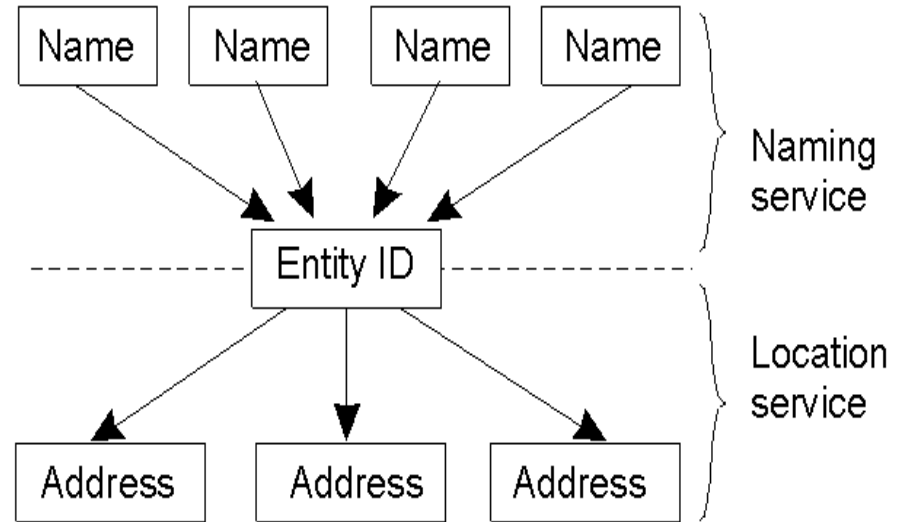 Name Name Name Name
Naming
service
Entity ID
Location
service
Address Address Address